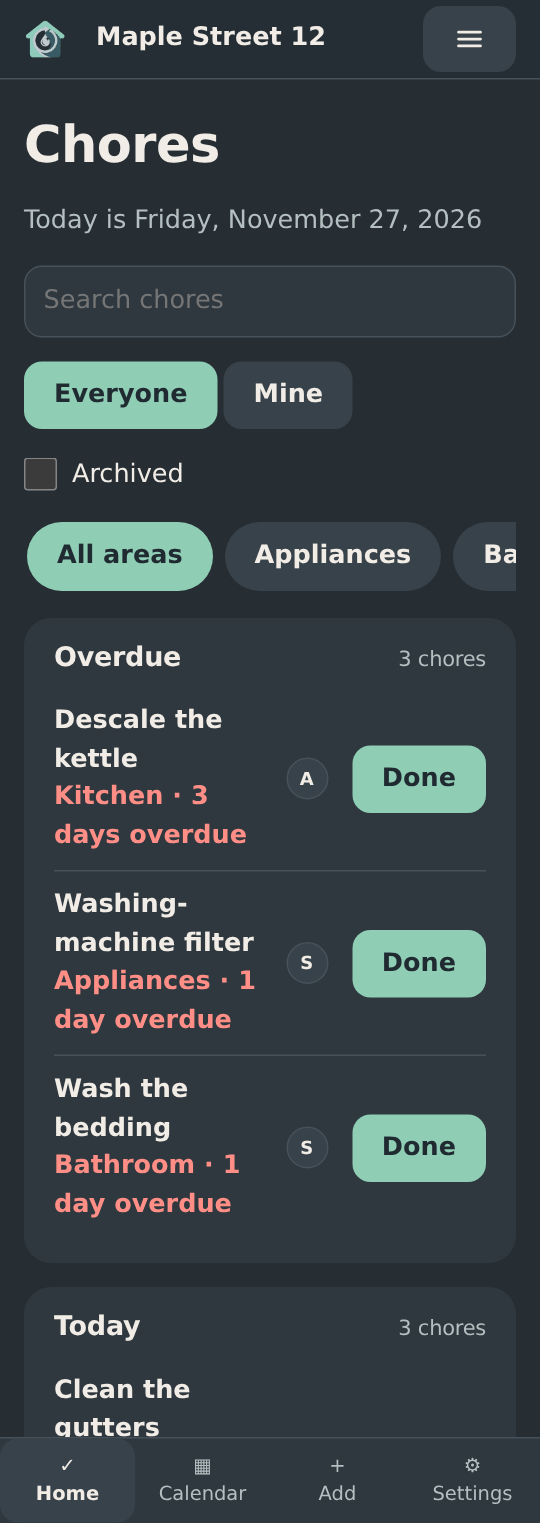 Maple Street 12
Chores
Today is Friday, November 27, 2026
Search chores
Everyone Mine
Archived
All areas Appliances Ba
Overdue 3 chores
Descale the
kettle
Kitchen · 3
days overdue
A Done
Washing-
machine filter
Appliances · 1
day overdue
S Done
Wash the
bedding
Bathroom · 1
day overdue
S Done
Today 3 chores
Clean the
gutters
Home Calendar Add Settings